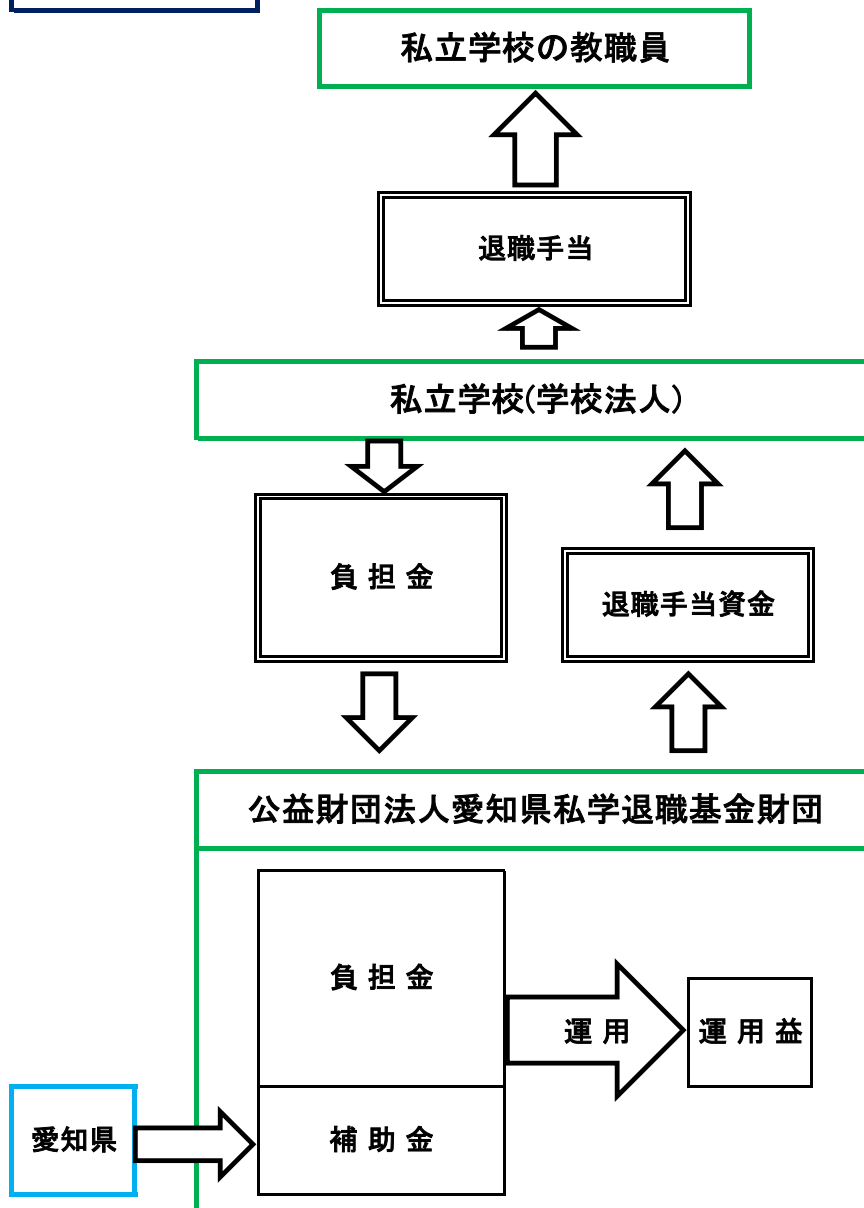 私立学校の教職員
退職手当
私立学校(学校法人)
負 担 金
退職手当資金
公益財団法人愛知県私学退職基金財団
負 担 金
運 用
運 用 益
愛知県
補 助 金